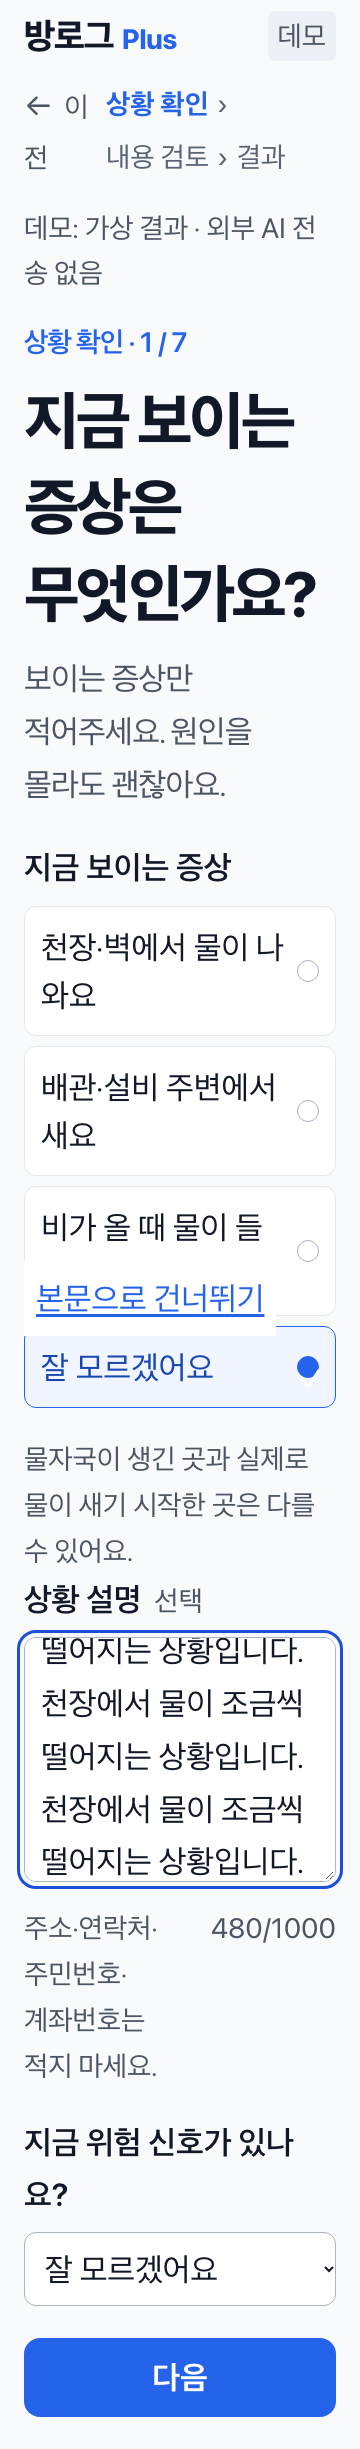 방로그 Plus
데모
← 이전
상황 확인 ›
내용 검토 › 결과
데모: 가상 결과 · 외부 AI 전
송 없음
상황 확인 · 1 / 7
지금 보이는
증상은
무엇인가요?
보이는 증상만
적어주세요. 원인을
몰라도 괜찮아요.
지금 보이는 증상
천장·벽에서 물이 나
와요
배관·설비 주변에서
새요
비가 올 때 물이 들
본문으로 건너뛰기
잘 모르겠어요
물자국이 생긴 곳과 실제로
물이 새기 시작한 곳은 다를
수 있어요.
상황 설명 선택
떨어지는 상황입니다.
천장에서 물이 조금씩
떨어지는 상황입니다.
천장에서 물이 조금씩
떨어지는 상황입니다.
주소·연락처·
주민번호·
계좌번호는
적지 마세요.
480/1000
지금 위험 신호가 있나
요?
잘 모르겠어요
다음